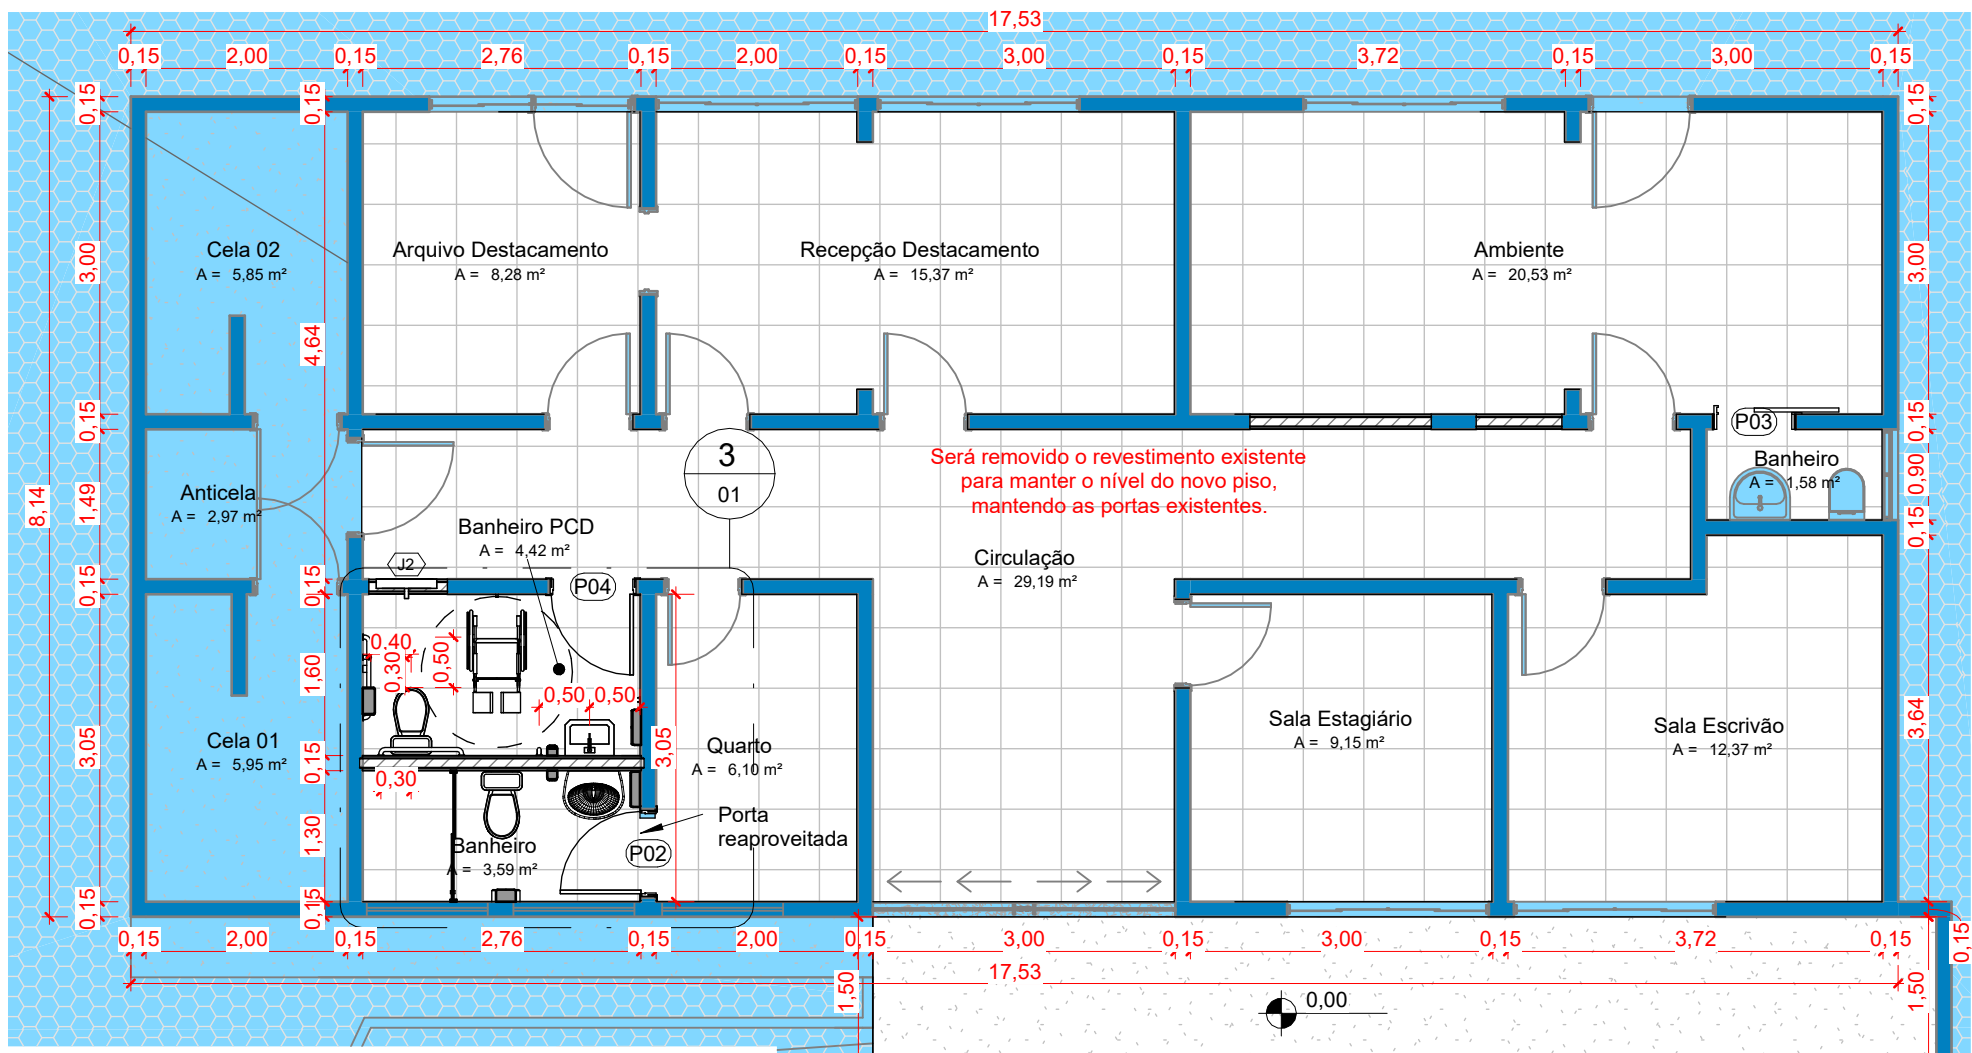 17,53
0,15 2,00 0,15 2,76 0,15 2,00 0,15 3,00 0,15 3,72 0,15 3,00 0,15
0,15 0,15 0,15
Cela 02
A = 5,85 m²
Arquivo Destacamento
A = 8,28 m²
Recepção Destacamento
A = 15,37 m²
Ambiente
A = 20,53 m²
3,00 4,64 3,00
0,15 P03 0,15
3
01
Será removido o revestimento existente
para manter o nível do novo piso,
mantendo as portas existentes.
Banheiro
A = 1,58 m²
0,90
8,14 1,49
Anticela
A = 2,97 m²
Banheiro PCD
A = 4,42 m²
0,15
Circulação
A = 29,19 m²
J2
P04
0,15 0,15
0.40
0,30 0,50
1,60
0,50 0,50
Cela 01
A = 5,95 m²
3,05 0,15 3,05
Quarto
A = 6,10 m²
Sala Estagiário
A = 9,15 m²
Sala Escrivão
A = 12,37 m²
3,64
0,30
Porta
reaproveitada
1,30
Banheiro
A = 3,59 m²
P02
0,15 0,15 0,15
0,15 2,00 0,15 2,76 0,15 2,00 0,15 3,00 0,15 3,00 0,15 3,72 0,15
17,53
1,50 1,50
0,00